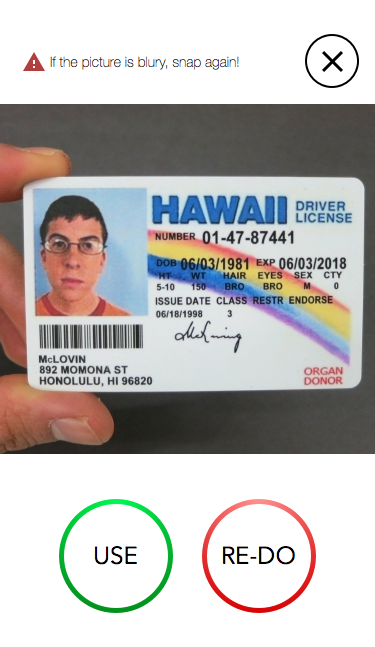 If the picture is blury, snap again!
HAWAII DRIVER LICENSE
NUMBER 01-47-87441
DOB 06/03/1981 EXP 06/03/2018
HT WT HAIR EYES SEX CTY
5-10 150 BRO BRO M 0
ISSUE DATE CLASS RESTR ENDORSE
06/18/1998 3
McLOVIN
892 MOMONA ST
HONOLULU, HI 96820
ORGAN
DONOR
USE RE-DO